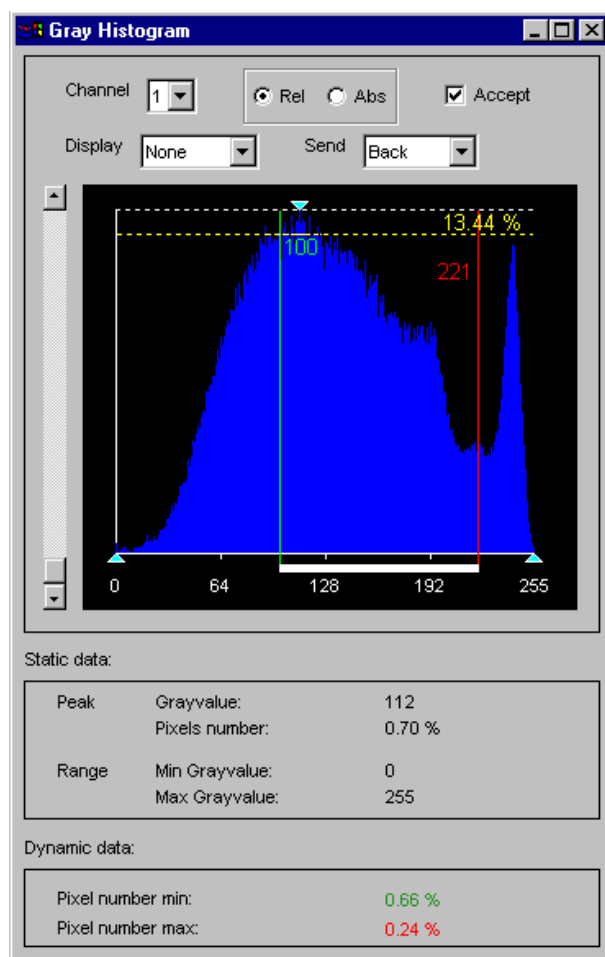 Gray Histogram
Channel 1 Rel Abs Accept
Display None Send Back
13.44 %
100
221
0 64 128 192 255
Static data:
Peak Grayvalue: 112
Pixels number: 0.70 %
Range Min Grayvalue: 0
Max Grayvalue: 255
Dynamic data:
Pixel number min: 0.66 %
Pixel number max: 0.24 %